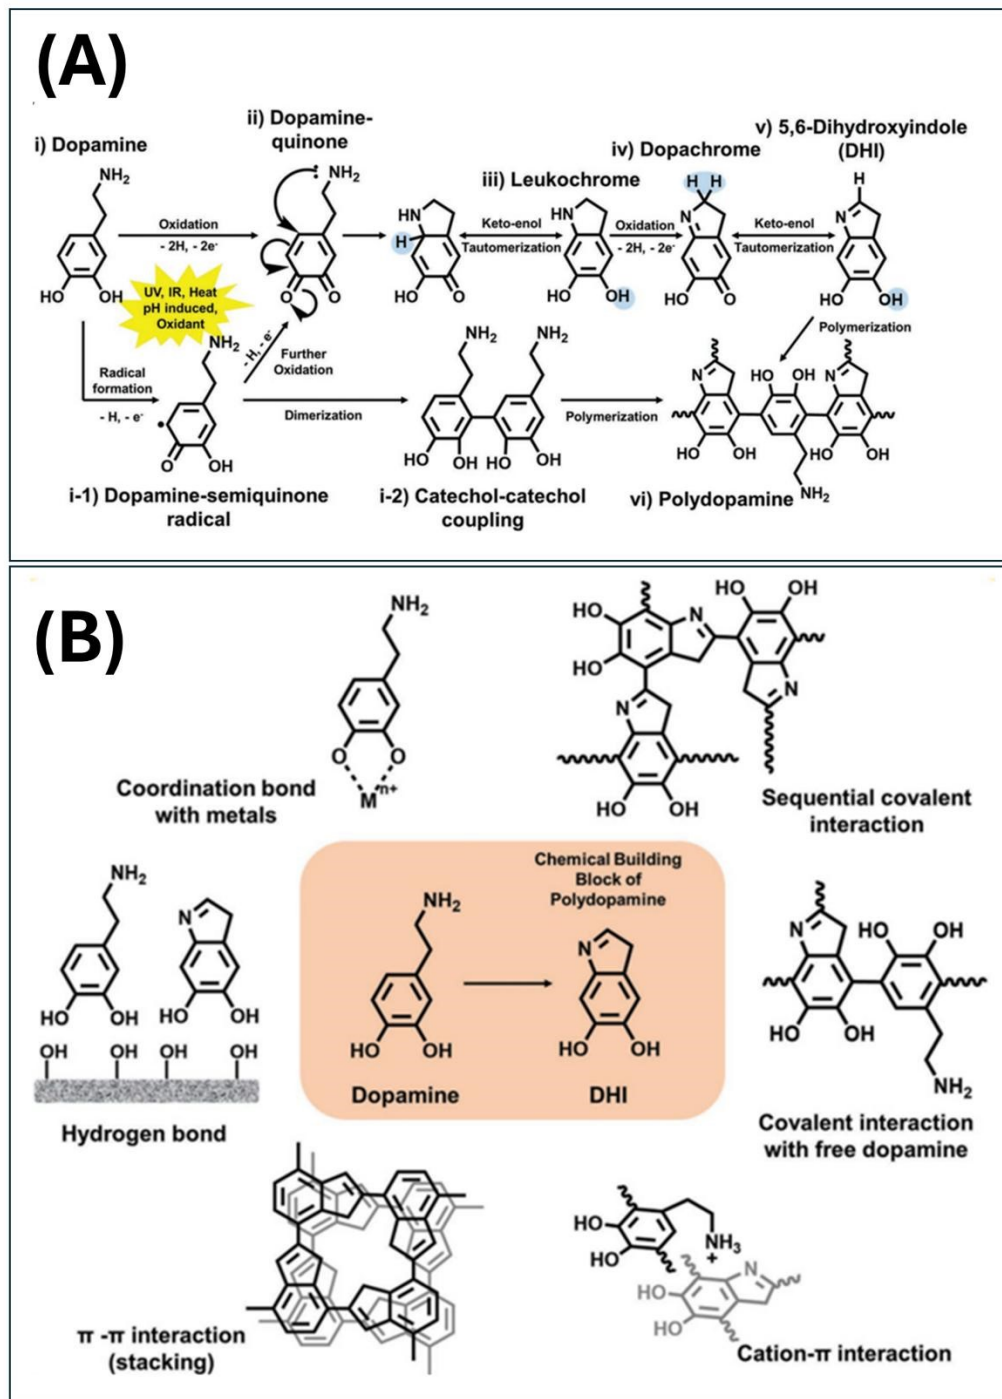 (A)
i) Dopamine
NH2
HO
OH
Oxidation
- 2H, - 2e-
UV, IR, Heat
pH induced,
Oxidant
ii) Dopamine-
quinone
NH2
O
O
HN
H
HO
O
Keto-enol
Tautomerization
iii) Leukochrome
HN
HO
OH
Oxidation
- 2H, - 2e-
iv) Dopachrome
H H
N
HO
O
Keto-enol
Tautomerization
v) 5,6-Dihydroxyindole
(DHI)
H
N
HO
OH
Polymerization
Radical
formation
- H, - e-
NH2
O
OH
i-1) Dopamine-semiquinone
radical
- H, - e-
Further
Oxidation
Dimerization
NH2
NH2
HO
OH
HO
OH
i-2) Catechol-catechol
coupling
Polymerization
N
HO
OH
N
HO
OH
HO
OH
NH2
vi) Polydopamine
(B)
NH2
O
O
Mn+
Coordination bond
with metals
HO
HO
N
HO
OH
N
N
HO
OH
Sequential covalent
interaction
NH2
HO
OH
N
HO
OH
OH
OH
OH
OH
Hydrogen bond
Chemical Building
Block of
Polydopamine
NH2
HO
OH
Dopamine
N
HO
OH
DHI
N
HO
OH
HO
OH
NH2
Covalent interaction
with free dopamine
π -π interaction
(stacking)
HO
HO
NH3
+
N
HO
HO
Cation-π interaction